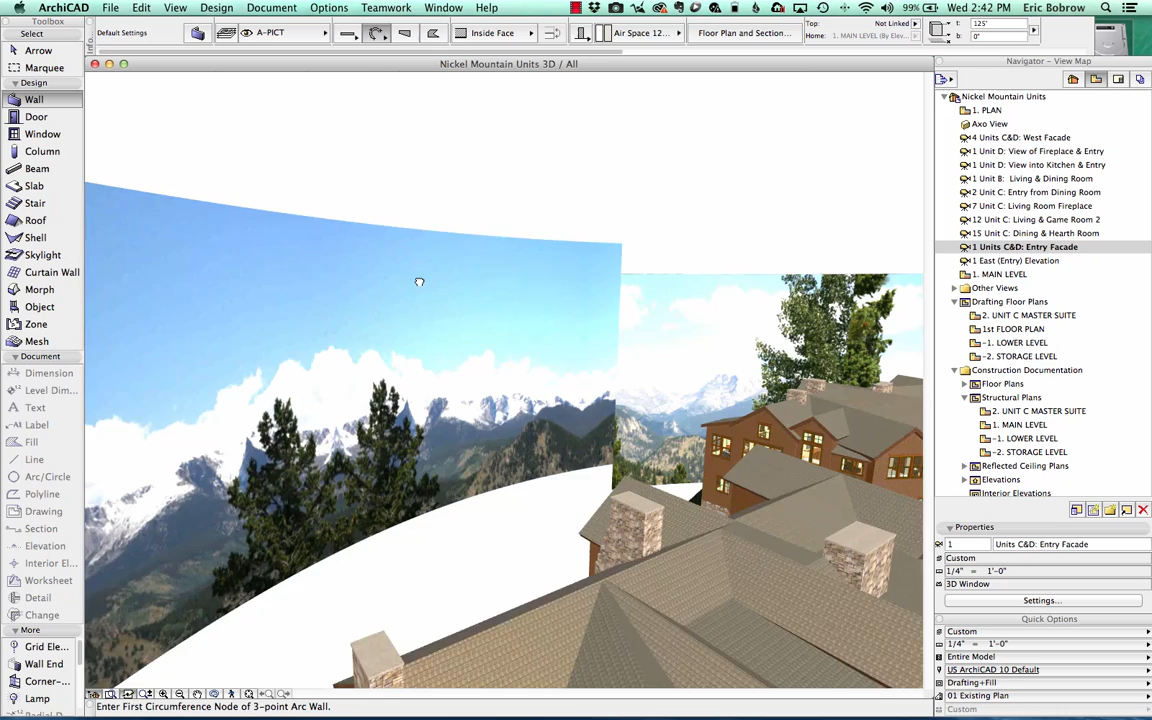 ArchiCAD File Edit View Design Document Options Teamwork Window Help 99% Wed 2:42 PM Eric Bobrow
Toolbox
Select
Arrow
Marquee
Design
Wall
Door
Window
Column
Beam
Slab
Stair
Roof
Shell
Skylight
Curtain Wall
Morph
Object
Zone
Mesh
Document
Dimension
Level Dim...
Text
Label
Fill
Line
Arc/Circle
Polyline
Drawing
Section
Elevation
Interior El...
Worksheet
Detail
Change
More
Grid Ele...
Wall End
Corner-...
Lamp
Default Settings
A-PICT
Inside Face
Air Space 12...
Floor Plan and Section...
Top: Not Linked
Home: 1. MAIN LEVEL (By Elev...
t: 125'
b: 0"
Nickel Mountain Units 3D / All
Enter First Circumference Node of 3-point Arc Wall.
Navigator - View Map
Nickel Mountain Units
1. PLAN
Axo View
4 Units C&D: West Facade
1 Unit D: View of Fireplace & Entry
1 Unit D: View into Kitchen & Entry
1 Unit B: Living & Dining Room
2 Unit C: Entry from Dining Room
7 Unit C: Living Room Fireplace
12 Unit C: Living & Game Room 2
15 Unit C: Dining & Hearth Room
1 Units C&D: Entry Facade
1 East (Entry) Elevation
1. MAIN LEVEL
Other Views
Drafting Floor Plans
2. UNIT C MASTER SUITE
1st FLOOR PLAN
-1. LOWER LEVEL
-2. STORAGE LEVEL
Construction Documentation
Floor Plans
Structural Plans
2. UNIT C MASTER SUITE
1. MAIN LEVEL
-1. LOWER LEVEL
-2. STORAGE LEVEL
Reflected Ceiling Plans
Elevations
Interior Elevations
Properties
1 Units C&D: Entry Facade
Custom
1/4" = 1'-0"
3D Window
Settings...
Quick Options
Custom
1/4" = 1'-0"
Entire Model
US ArchiCAD 10 Default
Drafting+Fill
01 Existing Plan
Custom